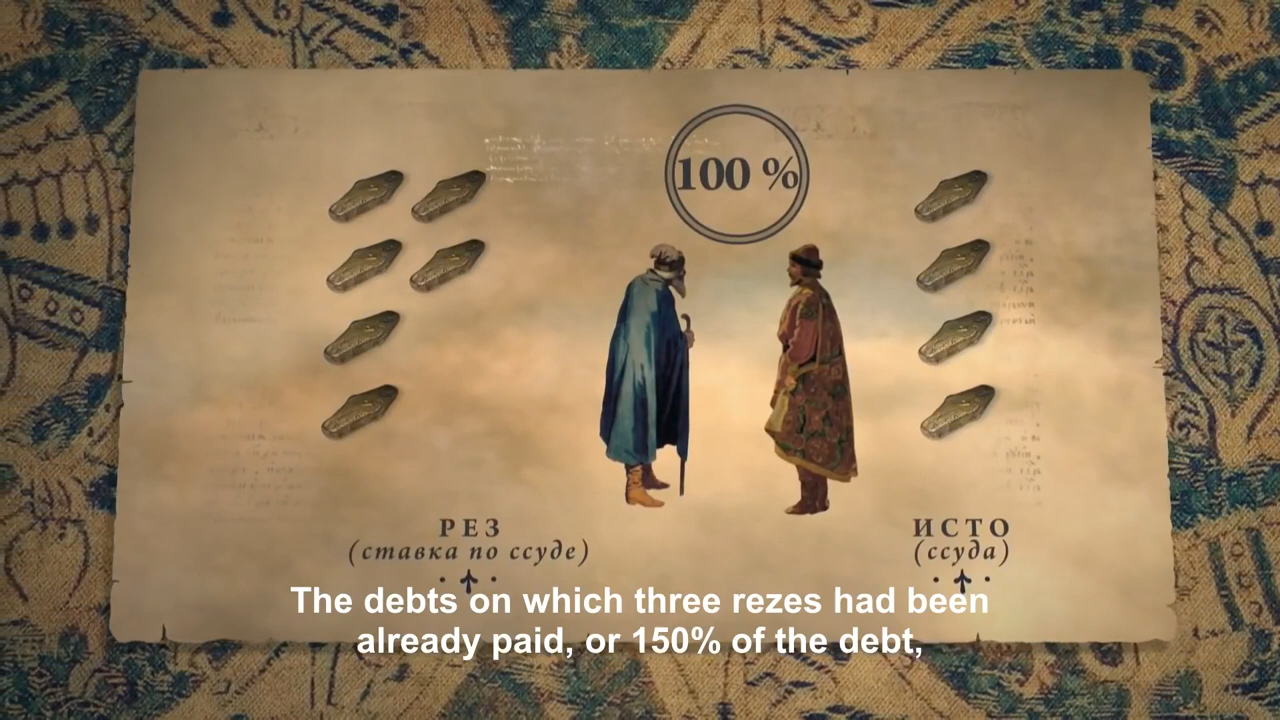 100 %
РЕЗ
(ставка по ссуде)
ИСТО
(ссуда)
The debts on which three rezes had been
already paid, or 150% of the debt,